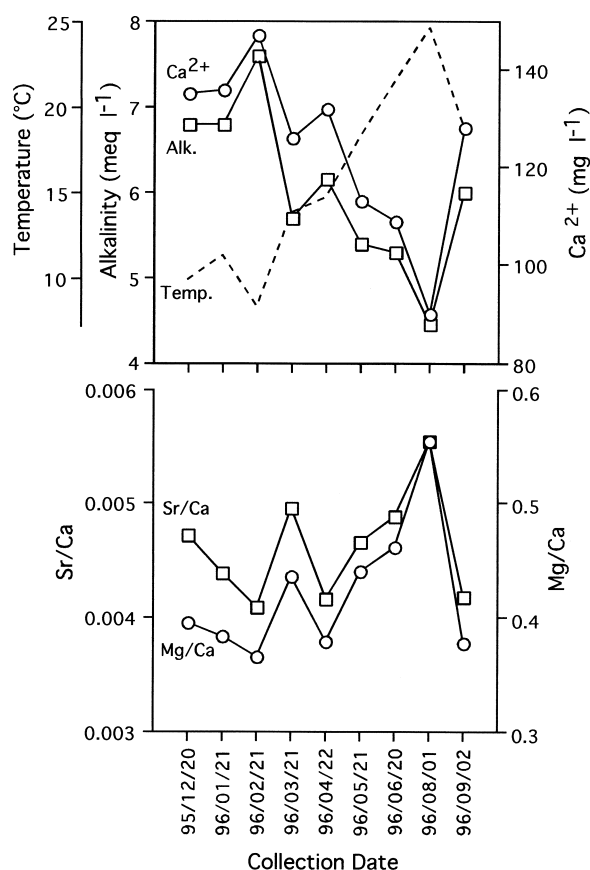 25
20
15
10
Temperature (°C)
8
7
6
5
4
Alkalinity (meq l-1)
Ca2+
Alk.
Temp.
140
120
100
80
Ca 2+ (mg l-1)
0.006
0.005
0.004
0.003
Sr/Ca
Sr/Ca
Mg/Ca
0.6
0.5
0.4
0.3
Mg/Ca
95/12/20
96/01/21
96/02/21
96/03/21
96/04/22
96/05/21
96/06/20
96/08/01
96/09/02
Collection Date